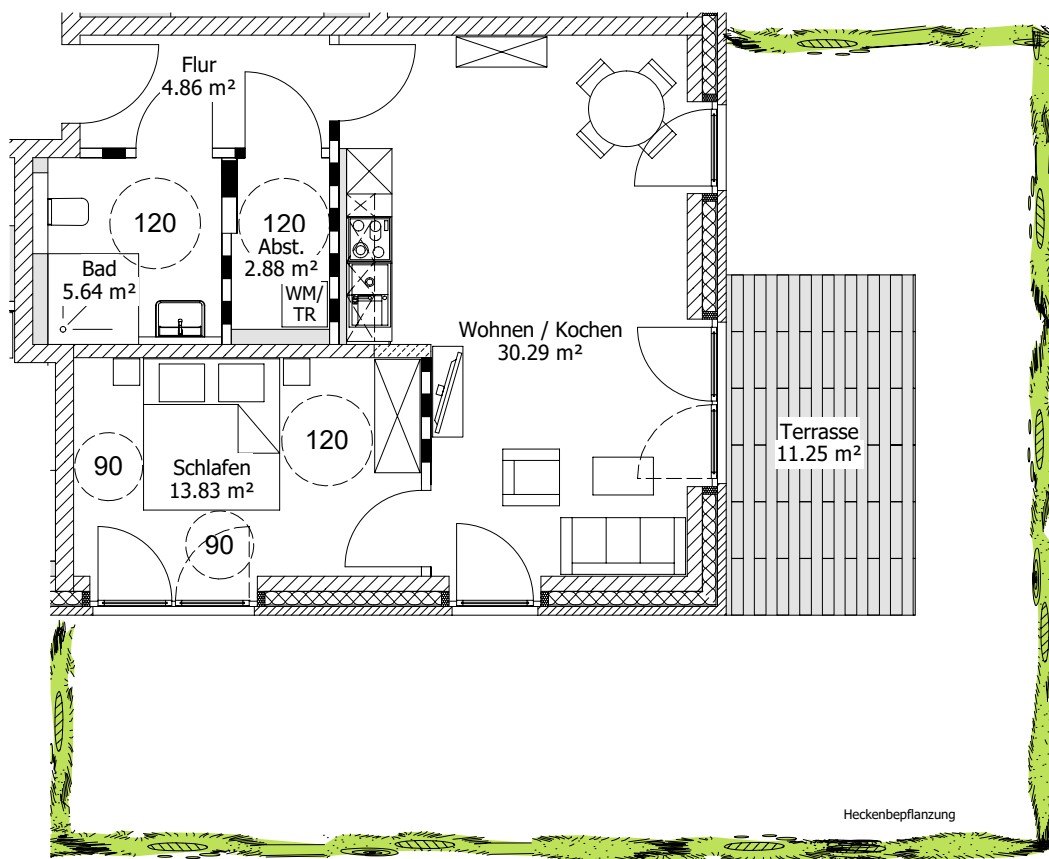 Flur
4.86 m²
120
120
Abst.
2.88 m²
Bad
5.64 m²
WM/
TR
Wohnen / Kochen
30.29 m²
120
Terrasse
11.25 m²
90
Schlafen
13.83 m²
90
Heckenbepflanzung